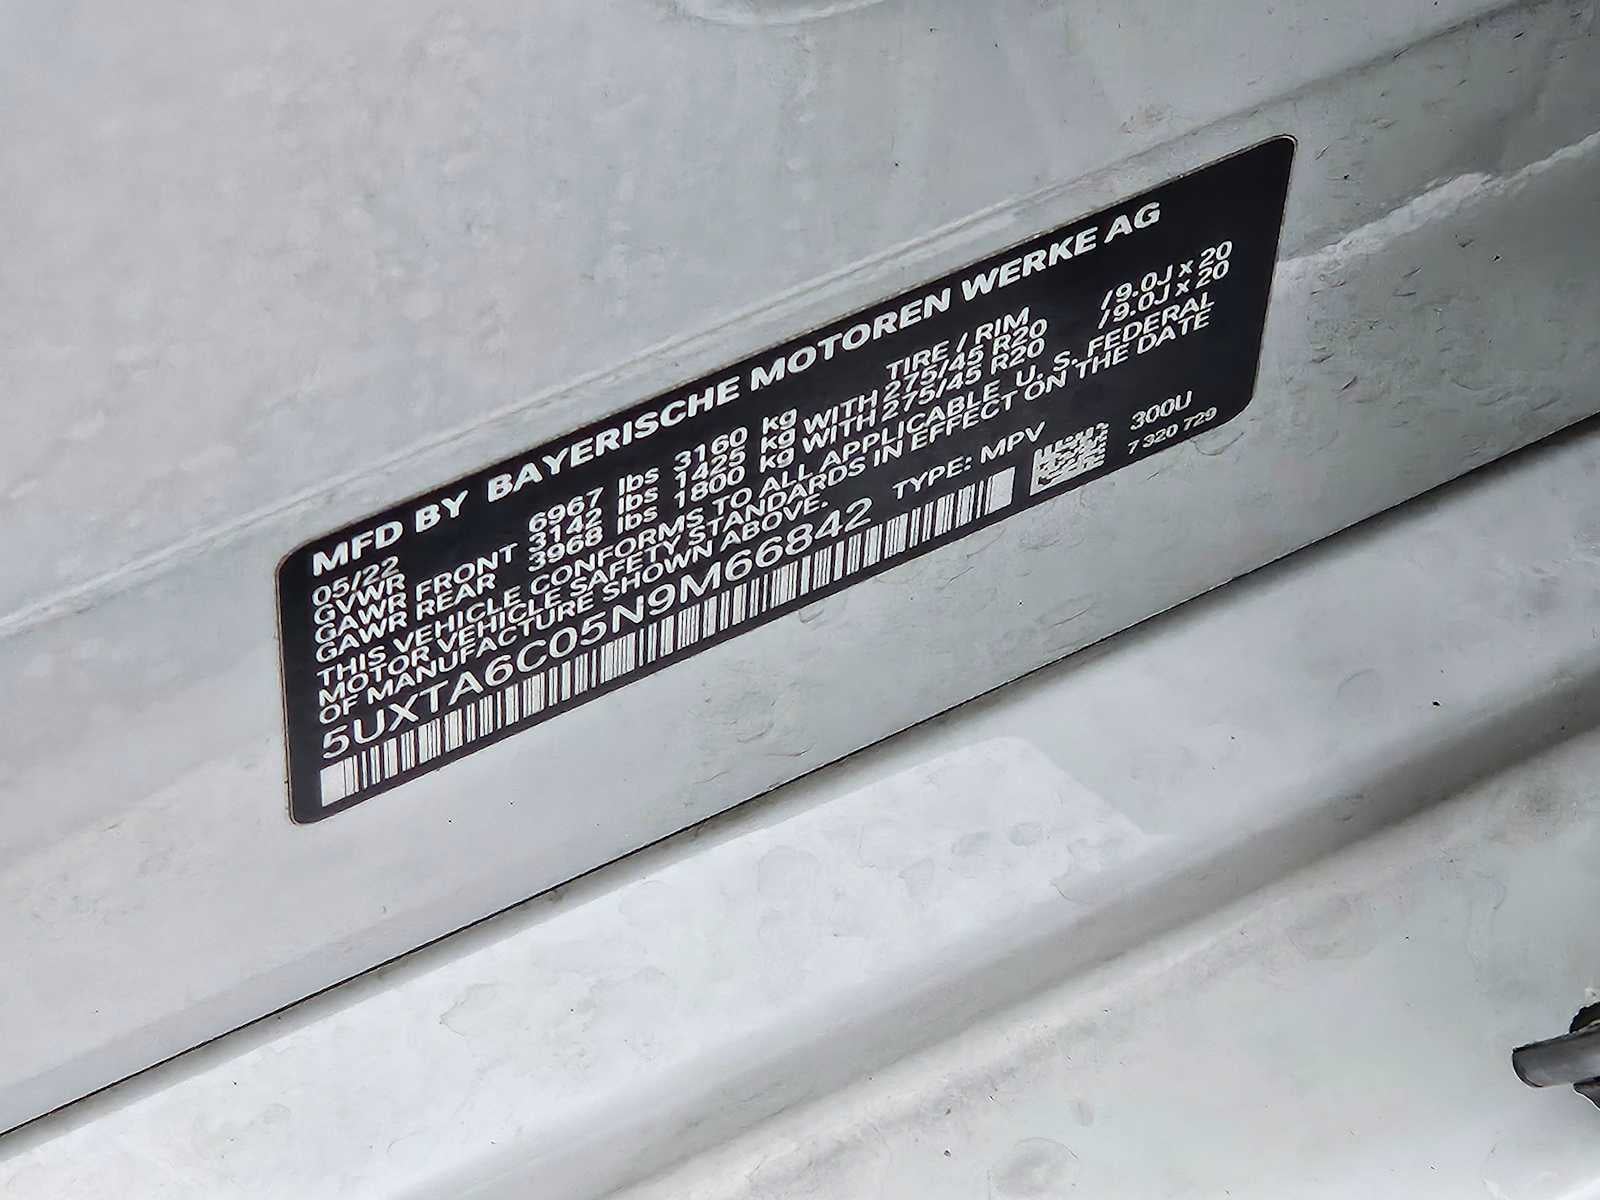 MFD BY BAYERISCHE MOTOREN WERKE AG
05/22 TIRE / RIM
GVWR 6967 lbs 3160 kg
GAWR FRONT 3142 lbs 1425 kg WITH 275/45 R20 /9.0J x 20
GAWR REAR 3968 lbs 1800 kg WITH 275/45 R20 /9.0J x 20
THIS VEHICLE CONFORMS TO ALL APPLICABLE U. S. FEDERAL
MOTOR VEHICLE SAFETY STANDARDS IN EFFECT ON THE DATE
OF MANUFACTURE SHOWN ABOVE.
5UXTA6C05N9M66842 TYPE: MPV 300U
7 320 729